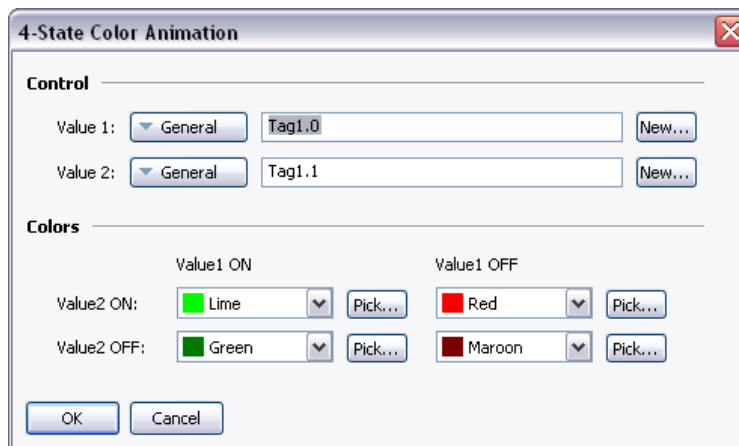 4-State Color Animation
Control
Value 1: General Tag1.0 New...
Value 2: General Tag1.1 New...
Colors
Value1 ON Value1 OFF
Value2 ON: Lime Pick... Red Pick...
Value2 OFF: Green Pick... Maroon Pick...
OK Cancel